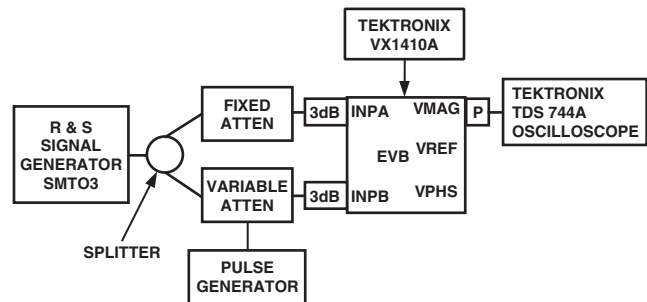 TEKTRONIX
VX1410A
R & S
SIGNAL
GENERATOR
SMTO3
SPLITTER
FIXED
ATTEN
3dB
INPA
VMAG
P
TEKTRONIX
TDS 744A
OSCILLOSCOPE
EVB
VREF
VARIABLE
ATTEN
3dB
INPB
VPHS
PULSE
GENERATOR